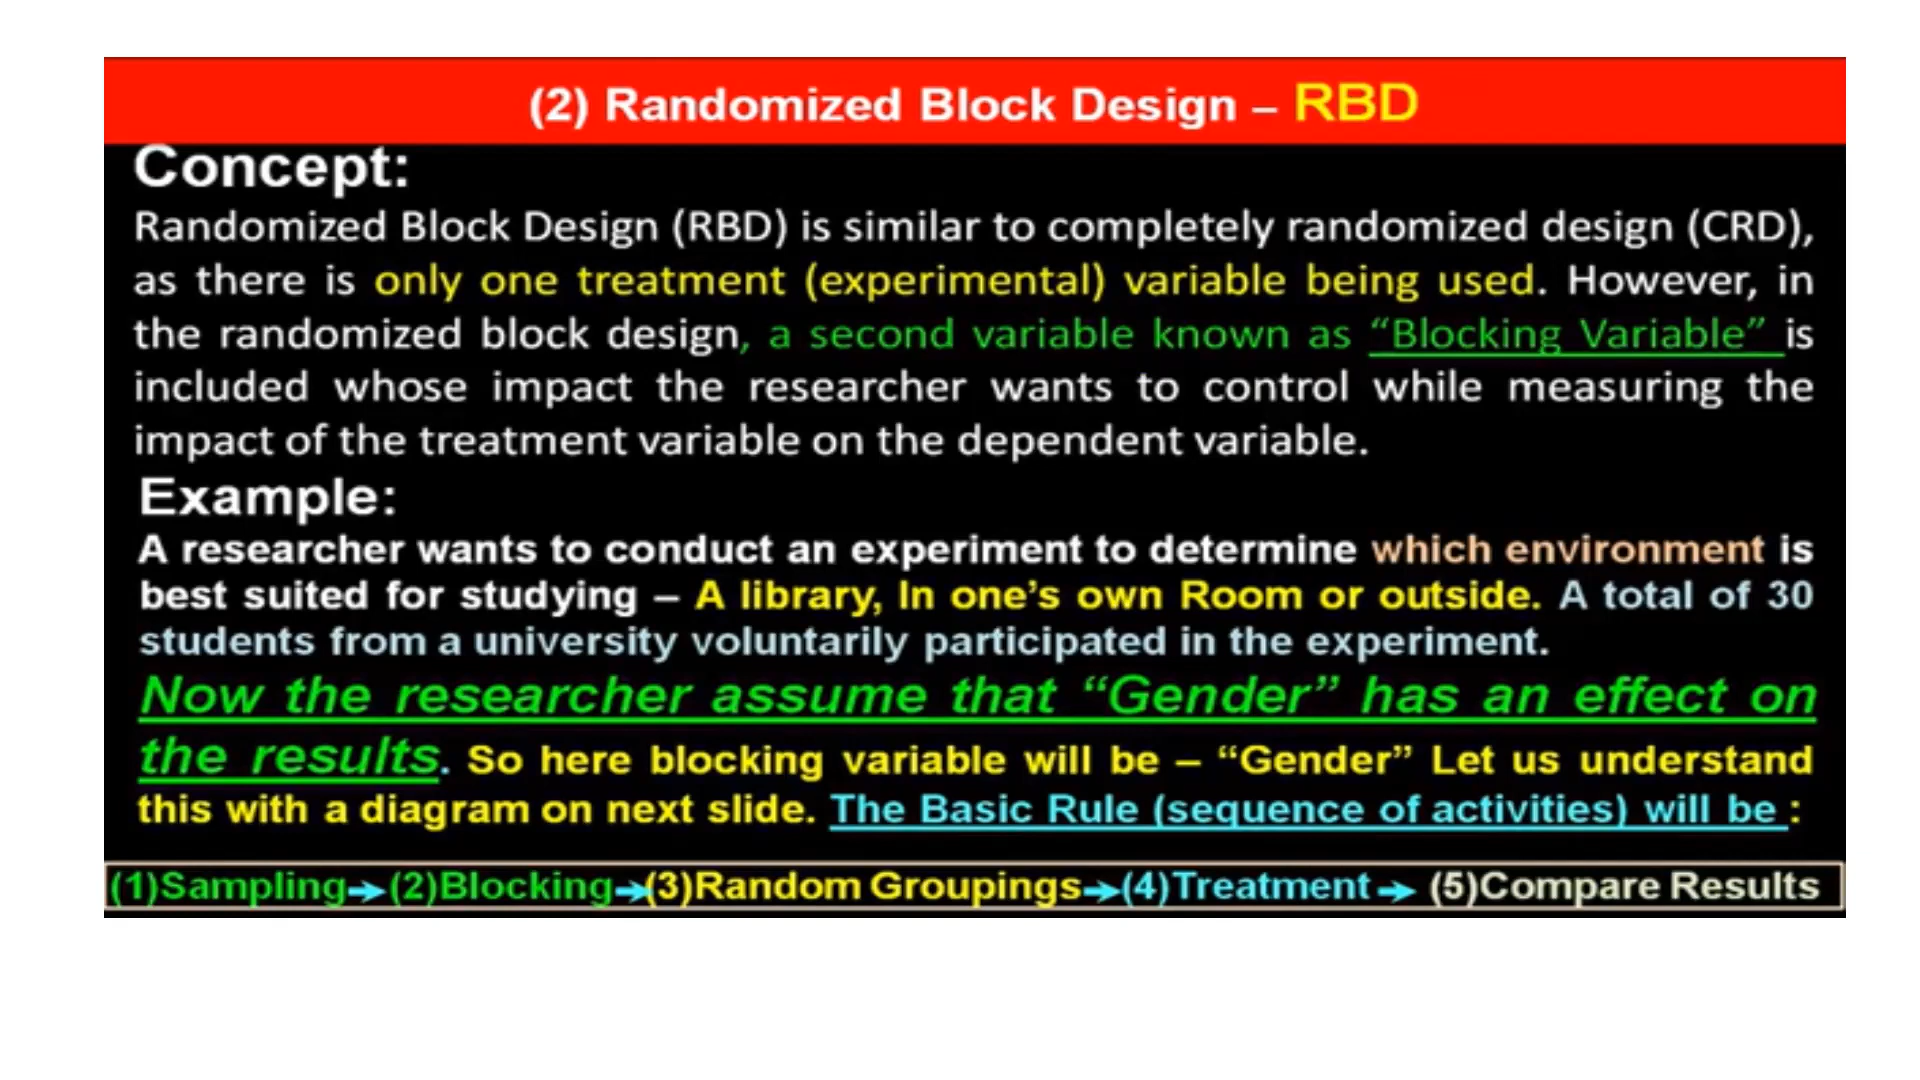 (2) Randomized Block Design – RBD
Concept:
Randomized Block Design (RBD) is similar to completely randomized design (CRD),
as there is only one treatment (experimental) variable being used. However, in
the randomized block design, a second variable known as “Blocking Variable” is
included whose impact the researcher wants to control while measuring the
impact of the treatment variable on the dependent variable.
Example:
A researcher wants to conduct an experiment to determine which environment is
best suited for studying – A library, In one’s own Room or outside. A total of 30
students from a university voluntarily participated in the experiment.
Now the researcher assume that “Gender” has an effect on
the results. So here blocking variable will be – “Gender” Let us understand
this with a diagram on next slide. The Basic Rule (sequence of activities) will be :
(1)Sampling➔(2)Blocking➔(3)Random Groupings➔(4)Treatment➔ (5)Compare Results